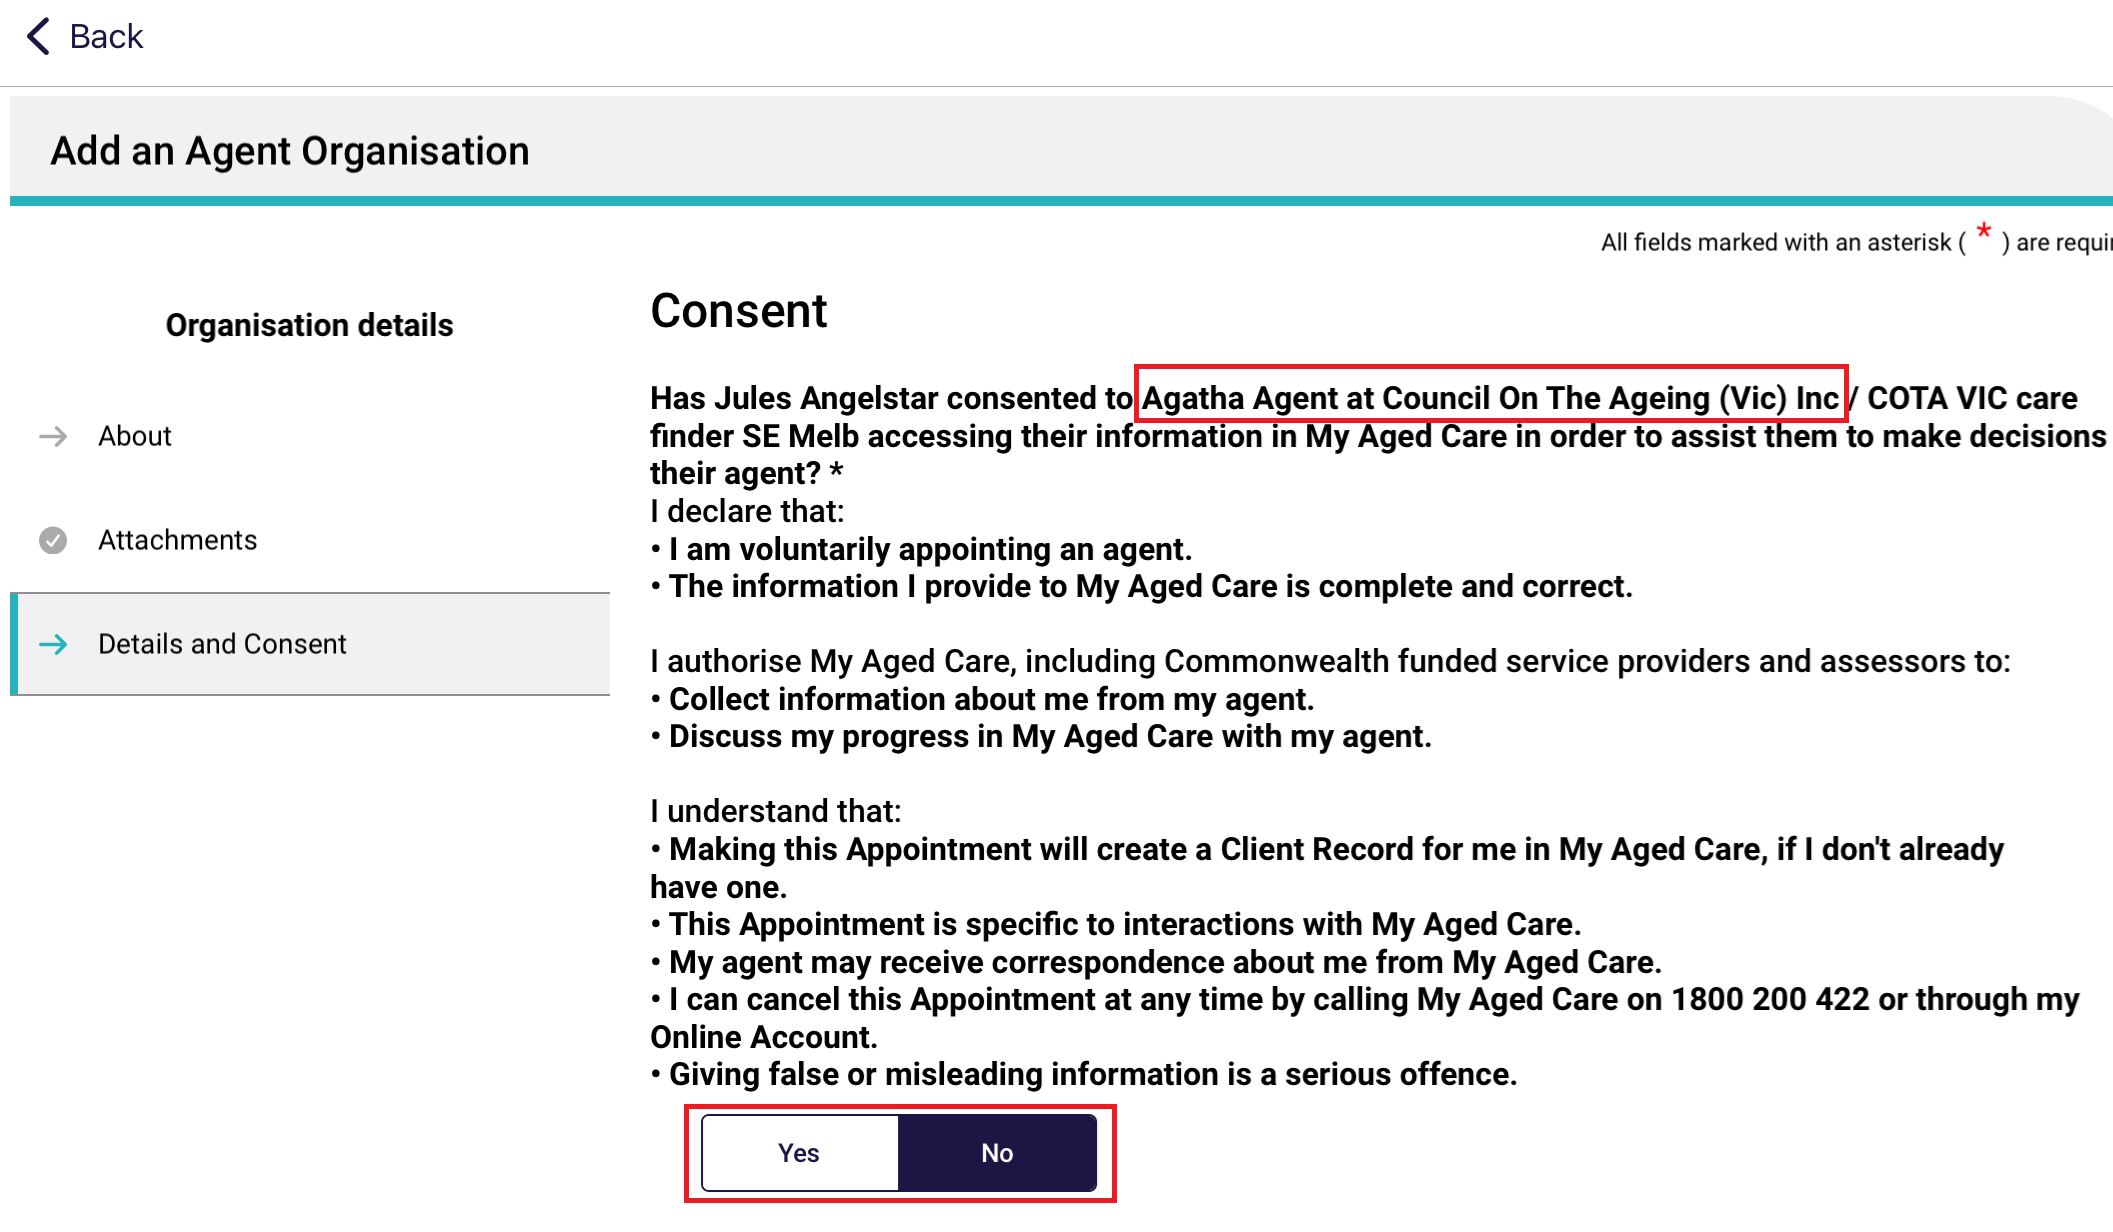 Back
Add an Agent Organisation
All fields marked with an asterisk ( * ) are
Organisation details
About
Attachments
Details and Consent
Consent
Has Jules Angelstar consented to Agatha Agent at Council On The Ageing (Vic) Inc / COTA VIC care
finder SE Melb accessing their information in My Aged Care in order to assist them to make decisions
their agent? *
I declare that:
• I am voluntarily appointing an agent.
• The information I provide to My Aged Care is complete and correct.
I authorise My Aged Care, including Commonwealth funded service providers and assessors to:
• Collect information about me from my agent.
• Discuss my progress in My Aged Care with my agent.
I understand that:
• Making this Appointment will create a Client Record for me in My Aged Care, if I don't already
have one.
• This Appointment is specific to interactions with My Aged Care.
• My agent may receive correspondence about me from My Aged Care.
• I can cancel this Appointment at any time by calling My Aged Care on 1800 200 422 or through my
Online Account.
• Giving false or misleading information is a serious offence.
Yes No